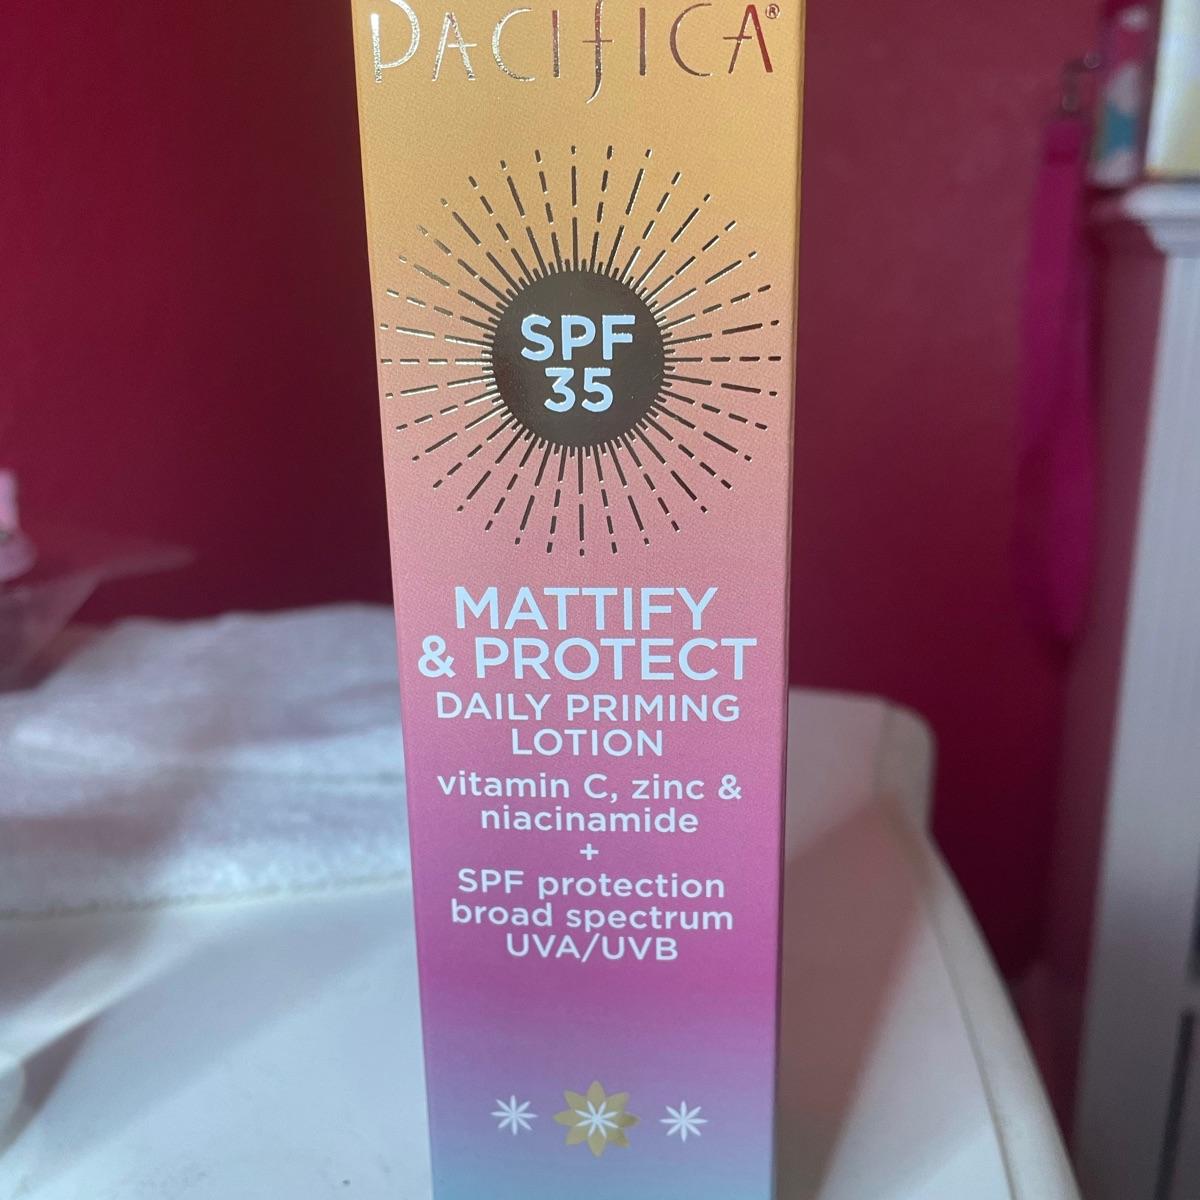 PACIFICA®
SPF
35
MATTIFY
& PROTECT
DAILY PRIMING
LOTION
vitamin C, zinc &
niacinamide
+
SPF protection
broad spectrum
UVA/UVB